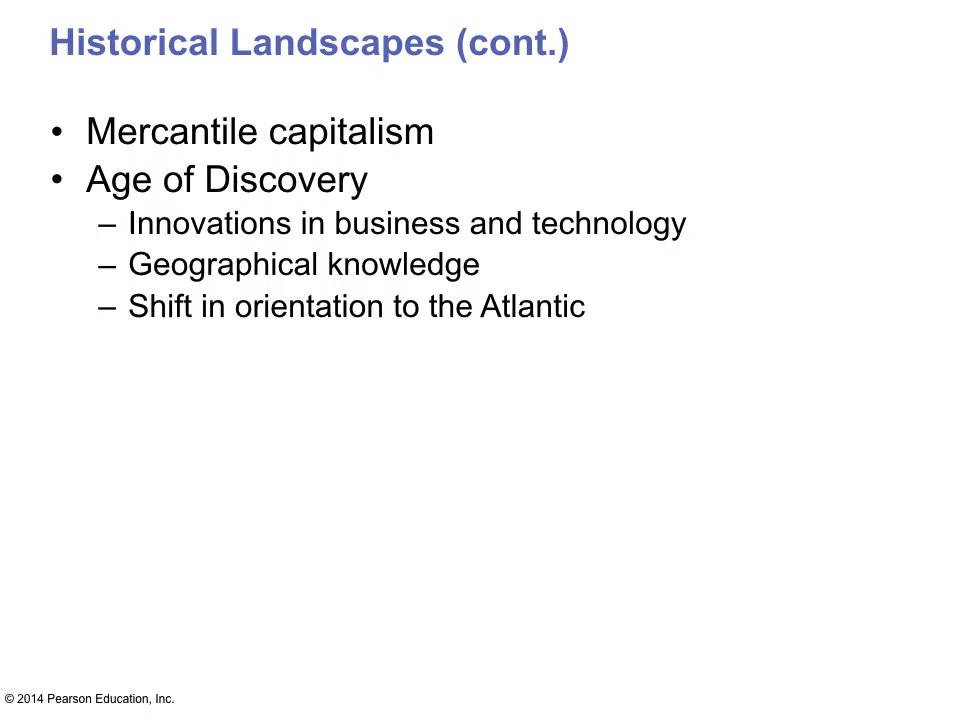 Historical Landscapes (cont.)
• Mercantile capitalism
• Age of Discovery
– Innovations in business and technology
– Geographical knowledge
– Shift in orientation to the Atlantic
© 2014 Pearson Education, Inc.